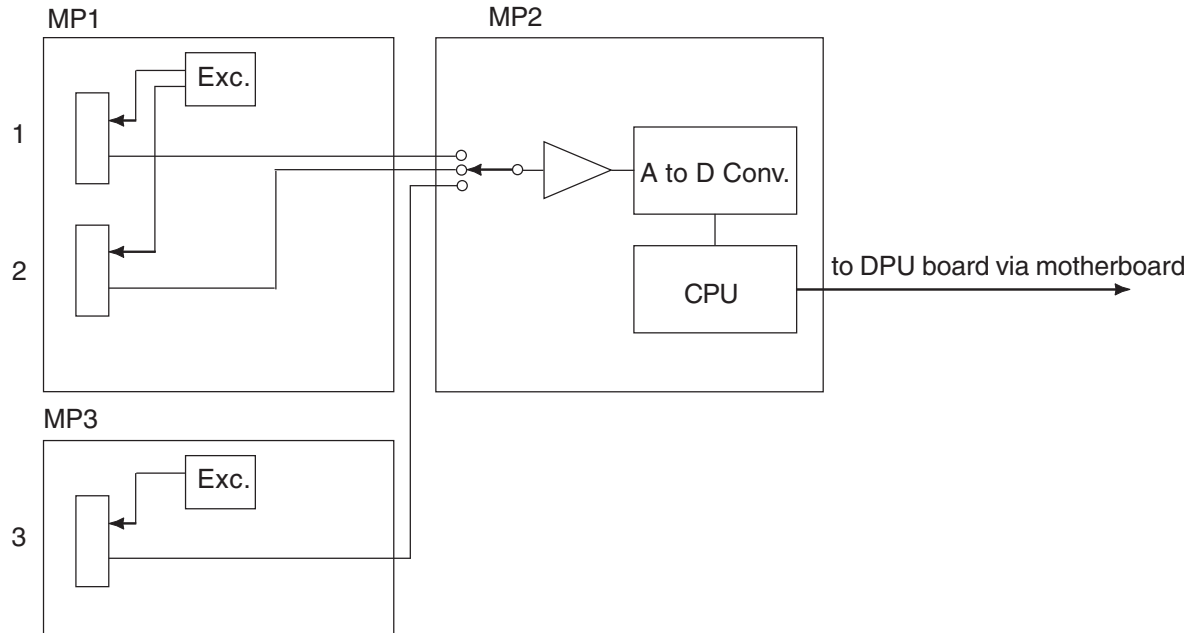 MP1
MP2
Exc.
1
A to D Conv.
2
to DPU board via motherboard
CPU
MP3
Exc.
3